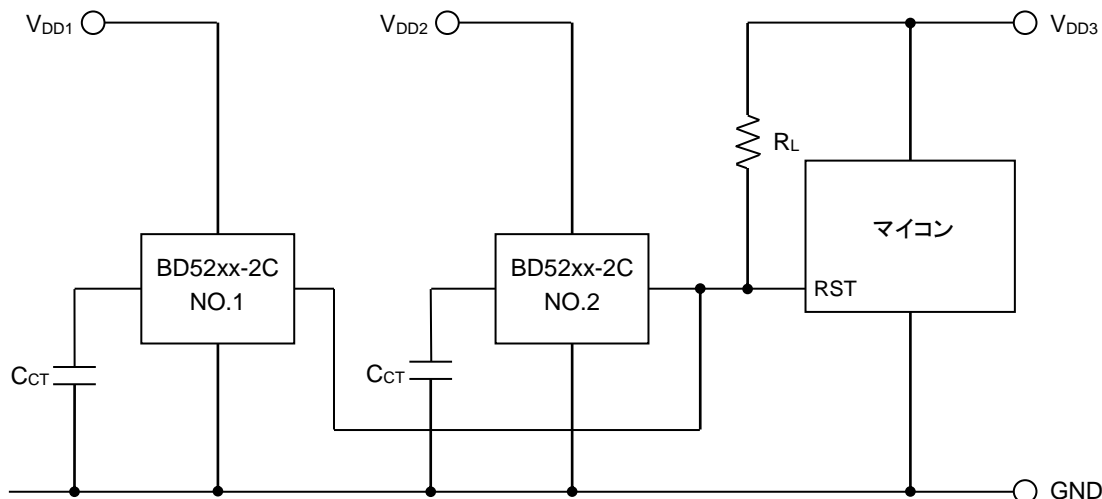 VDD1
VDD2
VDD3
RL
マイコン
BD52xx-2C
NO.1
BD52xx-2C
NO.2
RST
CCT
CCT
GND